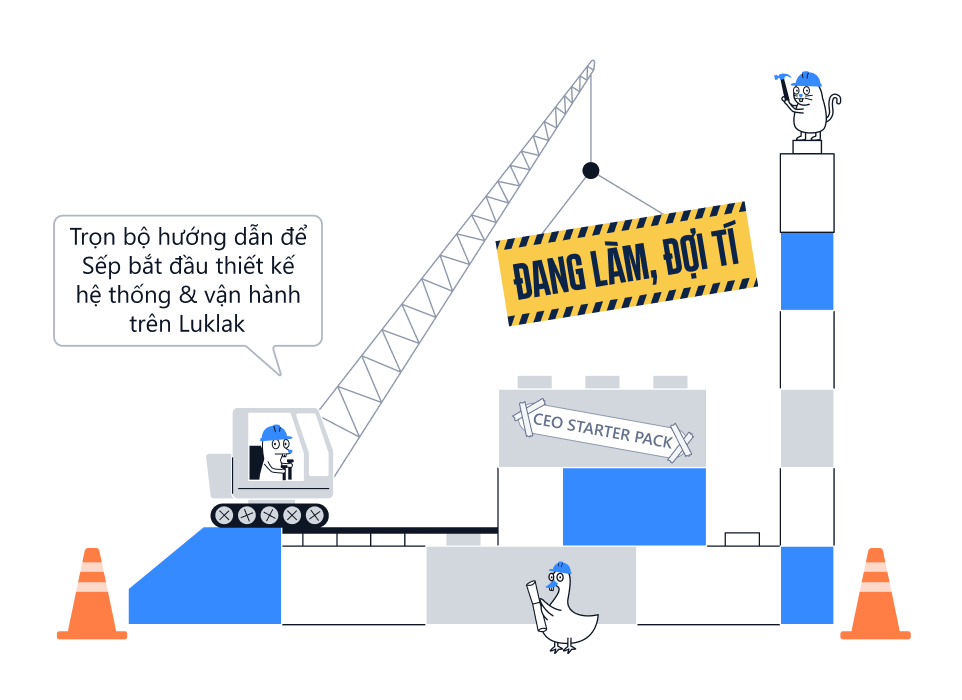 Trọn bộ hướng dẫn để
Sếp bắt đầu thiết kế
hệ thống & vận hành
trên Luklak
ĐANG LÀM, ĐỢI TÍ
CEO STARTER PACK